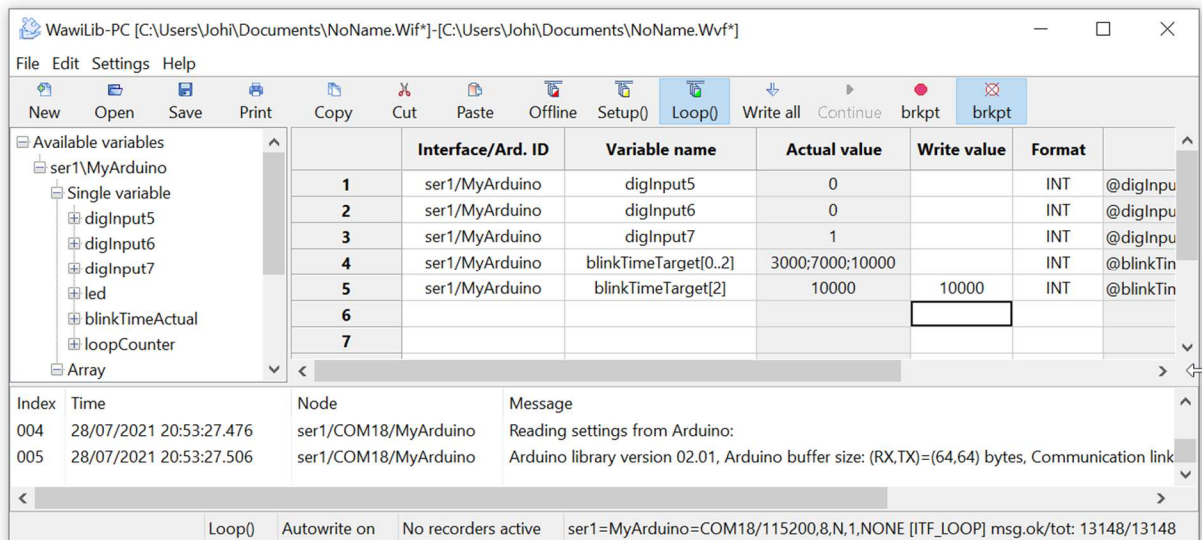 WawiLib-PC [C:\Users\Johi\Documents\NoName.Wif*]-[C:\Users\Johi\Documents\NoName.Wvf*]
File Edit Settings Help
New Open Save Print Copy Cut Paste Offline Setup() Loop() Write all Continue brkpt brkpt
Available variables
ser1\MyArduino
Single variable
digInput5
digInput6
digInput7
led
blinkTimeActual
loopCounter
Array
Interface/Ard. ID Variable name Actual value Write value Format
1 ser1/MyArduino digInput5 0 INT @digInpu
2 ser1/MyArduino digInput6 0 INT @digInpu
3 ser1/MyArduino digInput7 1 INT @digInpu
4 ser1/MyArduino blinkTimeTarget[0..2] 3000;7000;10000 INT @blinkTin
5 ser1/MyArduino blinkTimeTarget[2] 10000 10000 INT @blinkTin
6
7
Index Time Node Message
004 28/07/2021 20:53:27.476 ser1/COM18/MyArduino Reading settings from Arduino:
005 28/07/2021 20:53:27.506 ser1/COM18/MyArduino Arduino library version 02.01, Arduino buffer size: (RX,TX)=(64,64) bytes, Communication link
Loop() Autowrite on No recorders active ser1=MyArduino=COM18/115200,8,N,1,NONE [ITF_LOOP] msg.ok/tot: 13148/13148